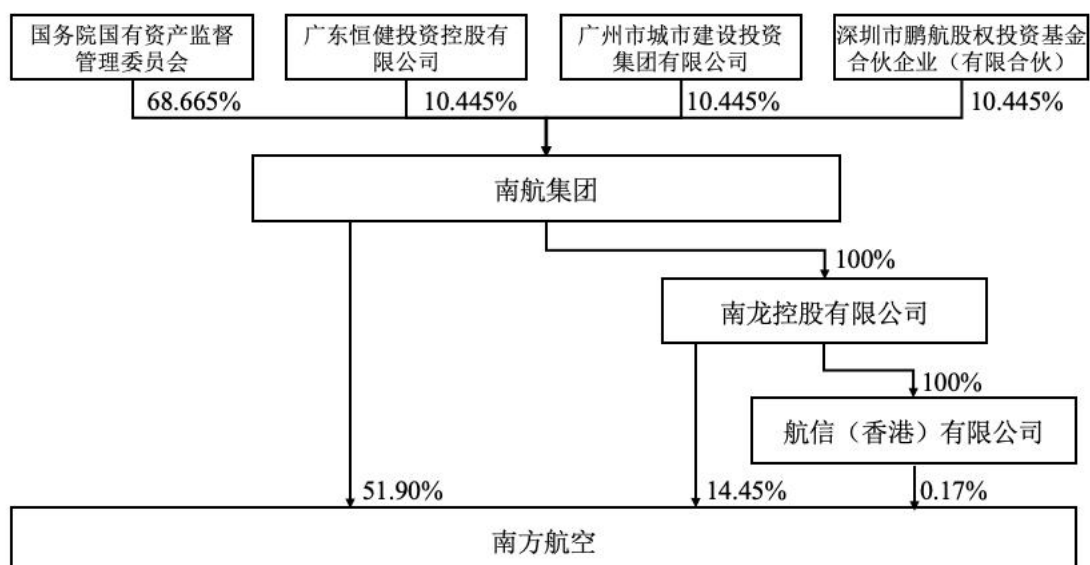 国务院国有资产监督
管理委员会
广东恒健投资控股有
限公司
广州市城市建设投资
集团有限公司
深圳市鹏航股权投资基金
合伙企业（有限合伙）
68.665%
10.445%
10.445%
10.445%
南航集团
100%
南龙控股有限公司
100%
航信（香港）有限公司
51.90%
14.45%
0.17%
南方航空